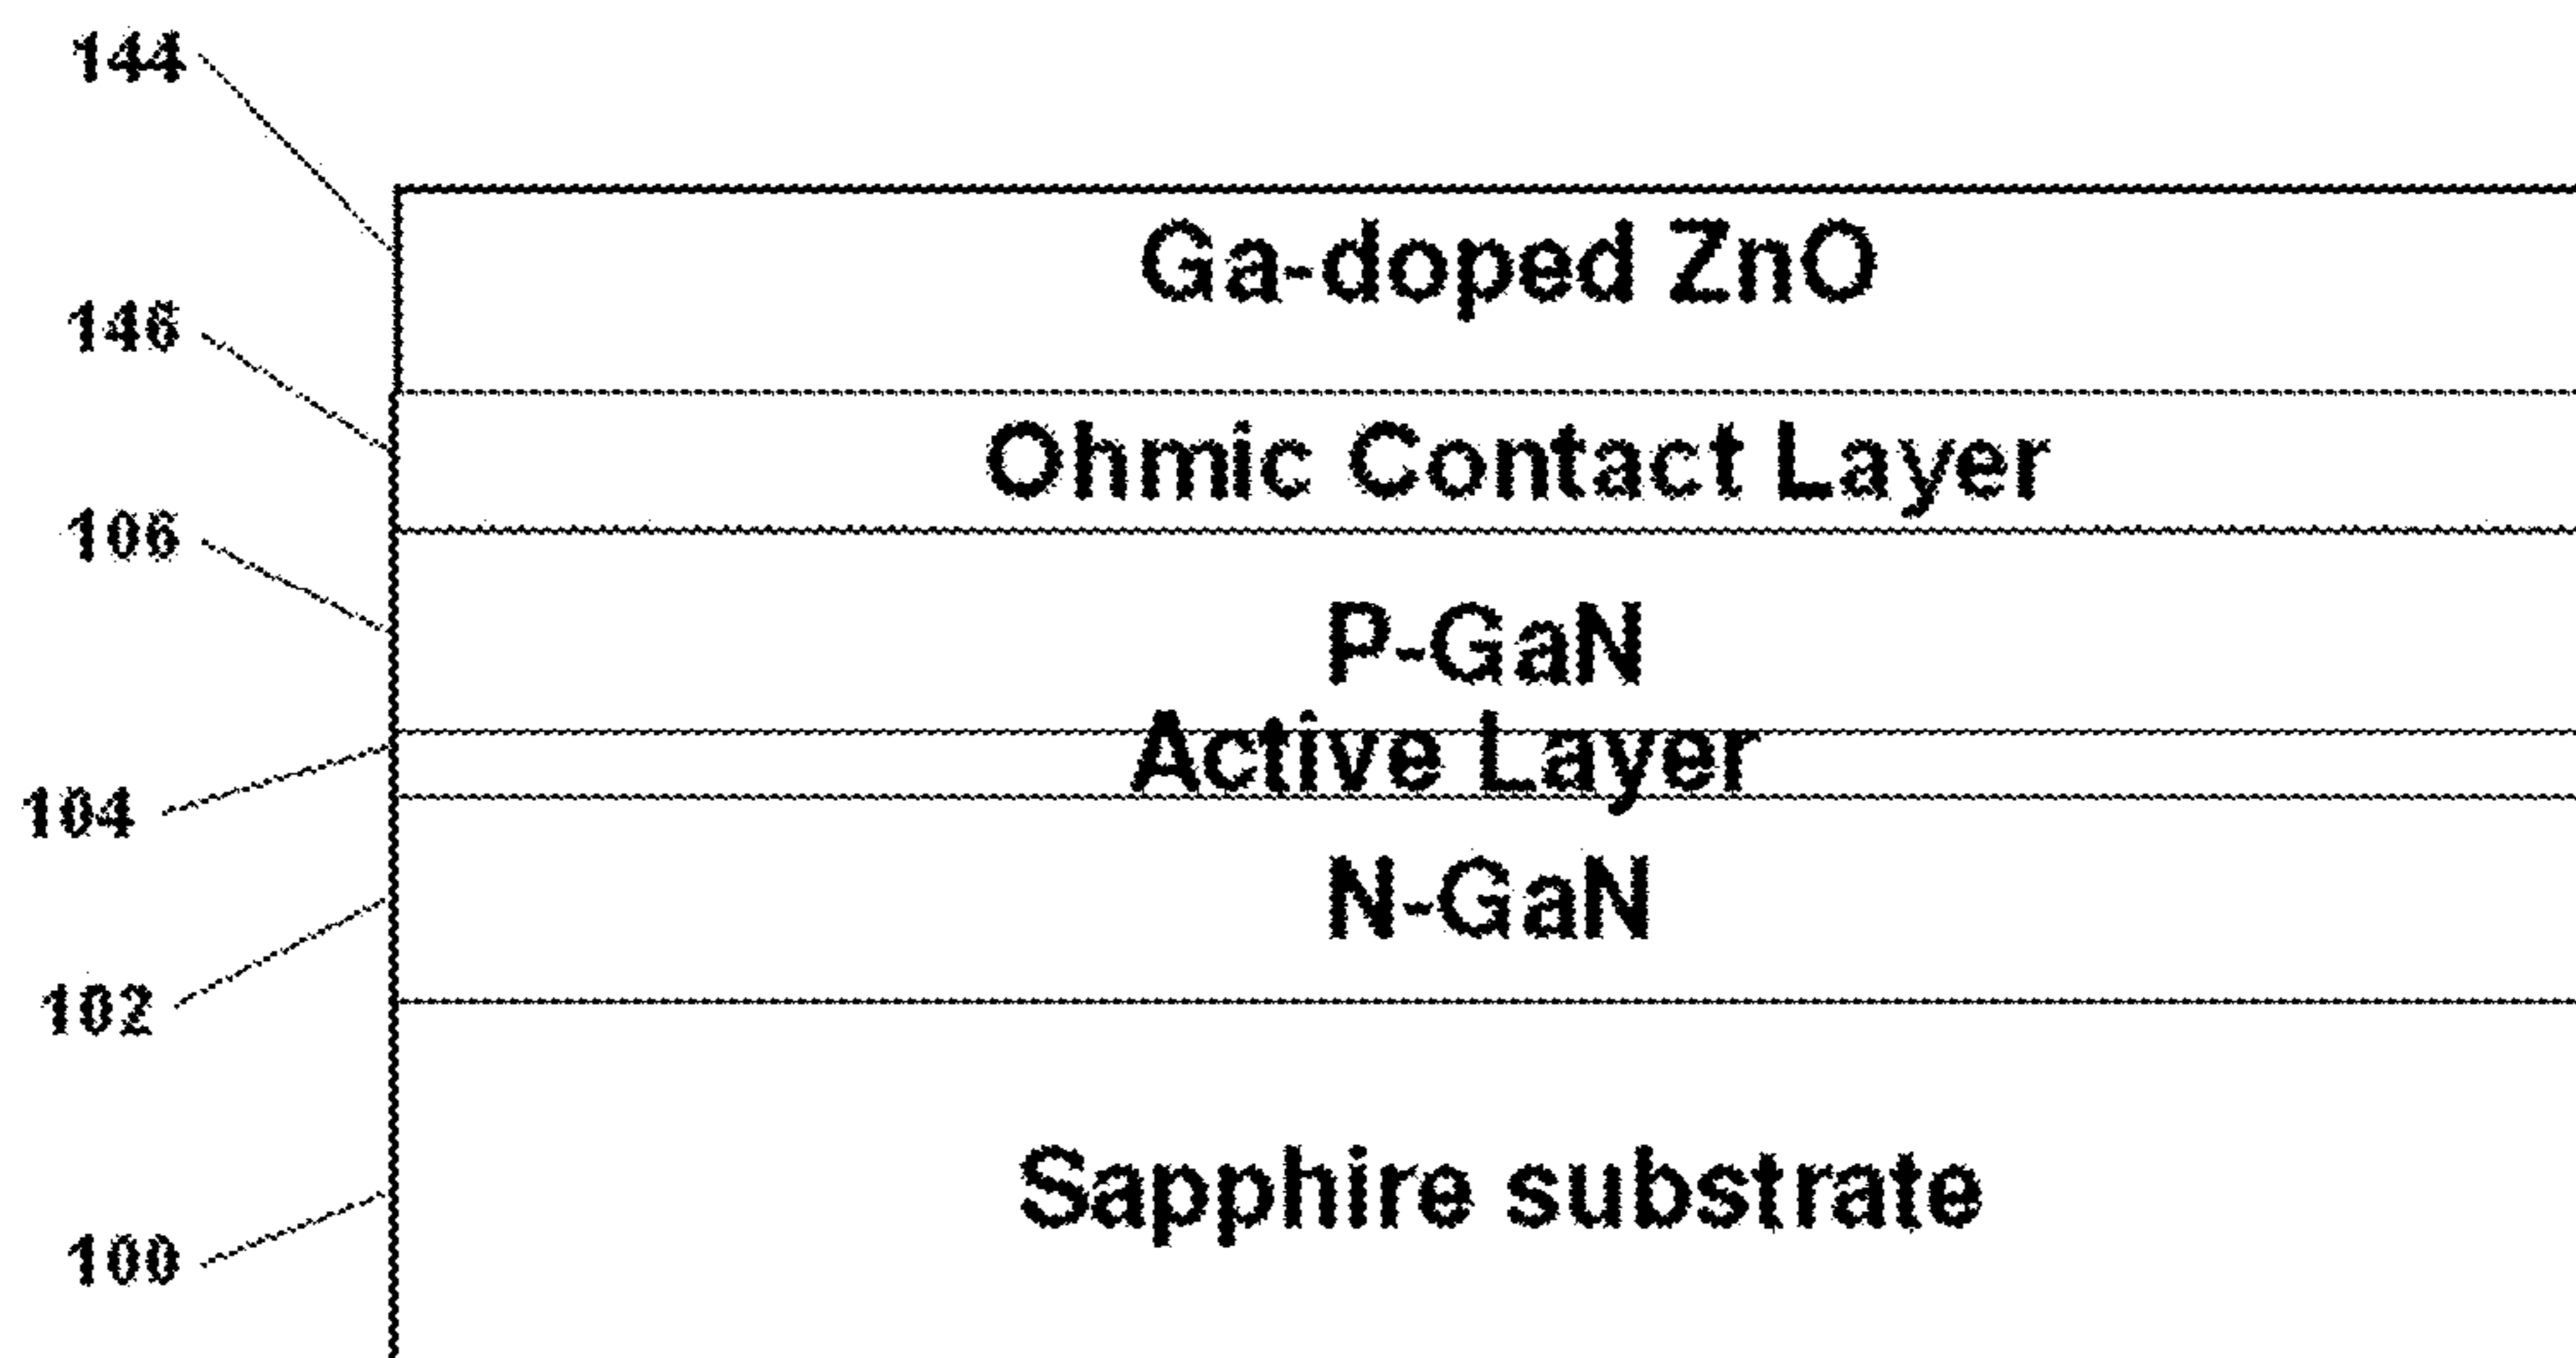 144
Ga-doped ZnO
146
Ohmic Contact Layer
106
P-GaN
Active Layer
104
N-GaN
102
Sapphire substrate
100